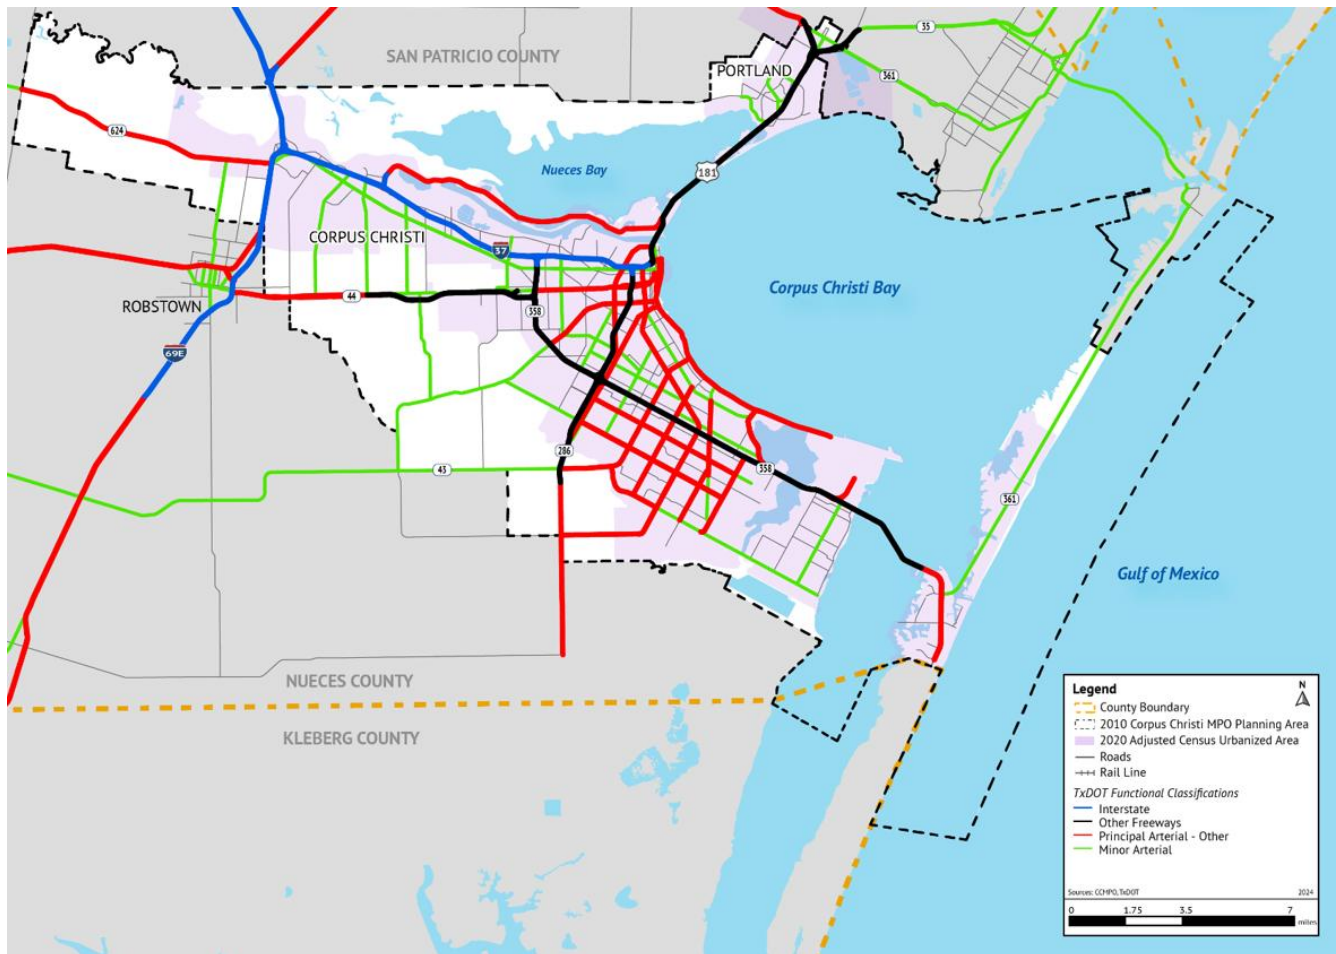 SAN PATRICIO COUNTY
PORTLAND
35
361
624
Nueces Bay
181
CORPUS CHRISTI
37
Corpus Christi Bay
ROBSTOWN
44
358
69E
286
43
358
361
Gulf of Mexico
NUECES COUNTY
KLEBERG COUNTY
Legend
N
County Boundary
2010 Corpus Christi MPO Planning Area
2020 Adjusted Census Urbanized Area
Roads
Rail Line
TxDOT Functional Classifications
Interstate
Other Freeways
Principal Arterial - Other
Minor Arterial
Sources: CCMPO, TxDOT 2024
0 1.75 3.5 7
miles